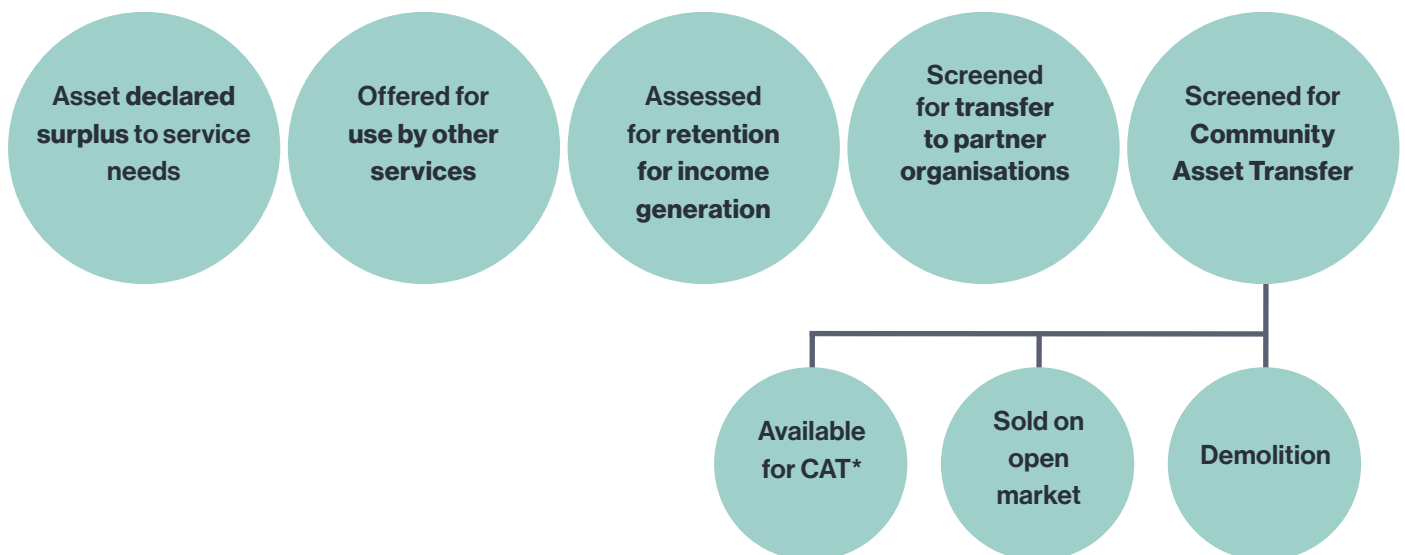 Asset declared
surplus to service
needs
Offered for
use by other
services
Assessed
for retention
for income
generation
Screened
for transfer
to partner
organisations
Screened for
Community
Asset Transfer
Available
for CAT*
Sold on
open
market
Demolition